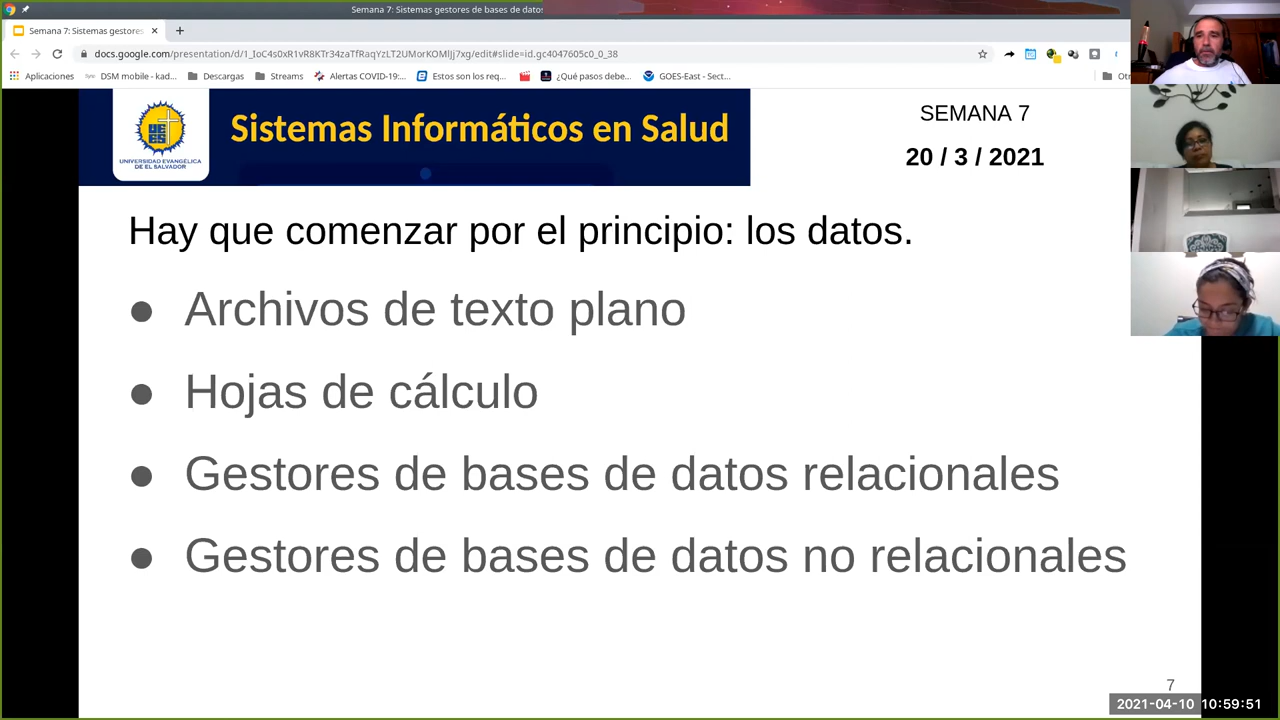 Semana 7: Sistemas gestores de bases de datos
Semana 7: Sistemas gestores
docs.google.com/presentation/d/1_IoC4s0xR1vR8KTr34zaTfRaqYzLT2UMorKOMlJj7xg/edit#slide=id.gc4047605c0_0_38
Aplicaciones
DSM mobile - kad...
Descargas
Streams
Alertas COVID-19:...
Estos son los req...
¿Qué pasos debe...
GOES-East - Sect...
UNIVERSIDAD EVANGÉLICA
DE EL SALVADOR
Sistemas Informáticos en Salud
SEMANA 7
20 / 3 / 2021
Hay que comenzar por el principio: los datos.
● Archivos de texto plano
● Hojas de cálculo
● Gestores de bases de datos relacionales
● Gestores de bases de datos no relacionales
7
2021-04-10 10:59:51